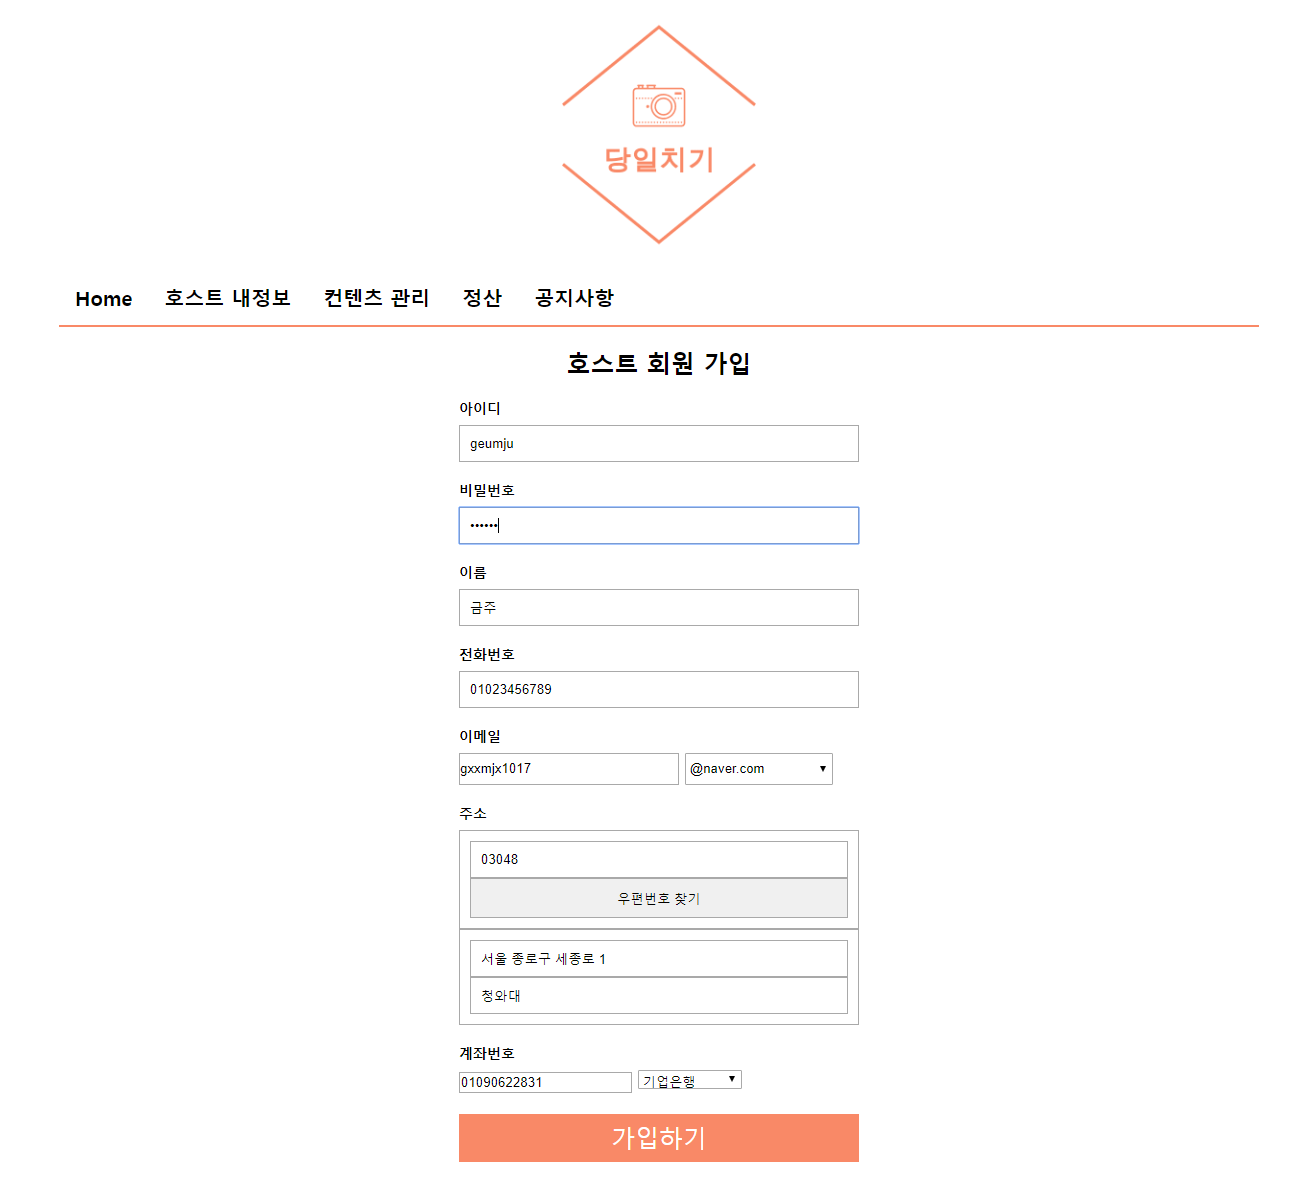 당일치기
Home 호스트 내정보 컨텐츠 관리 정산 공지사항
호스트 회원 가입
아이디
geumju
비밀번호
••••••
이름
금주
전화번호
01023456789
이메일
gxxmjx1017 @naver.com
주소
03048
우편번호 찾기
서울 종로구 세종로 1
청와대
계좌번호
01090622831 기업은행
가입하기